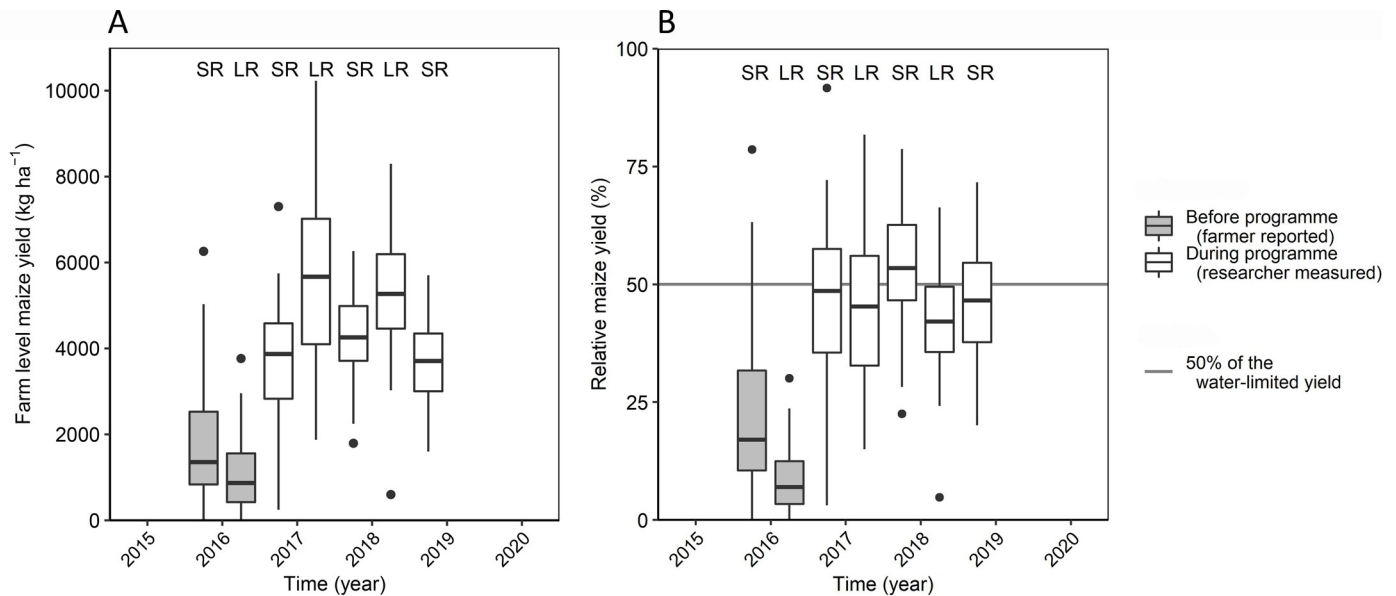 A
B
SR LR SR LR SR LR SR
SR LR SR LR SR LR SR
Farm level maize yield (kg ha⁻¹)
10000
8000
6000
4000
2000
0
2015 2016 2017 2018 2019 2020
Time (year)
Relative maize yield (%)
100
75
50
25
0
2015 2016 2017 2018 2019 2020
Time (year)
Before programme
(farmer reported)
During programme
(researcher measured)
50% of the
water-limited yield